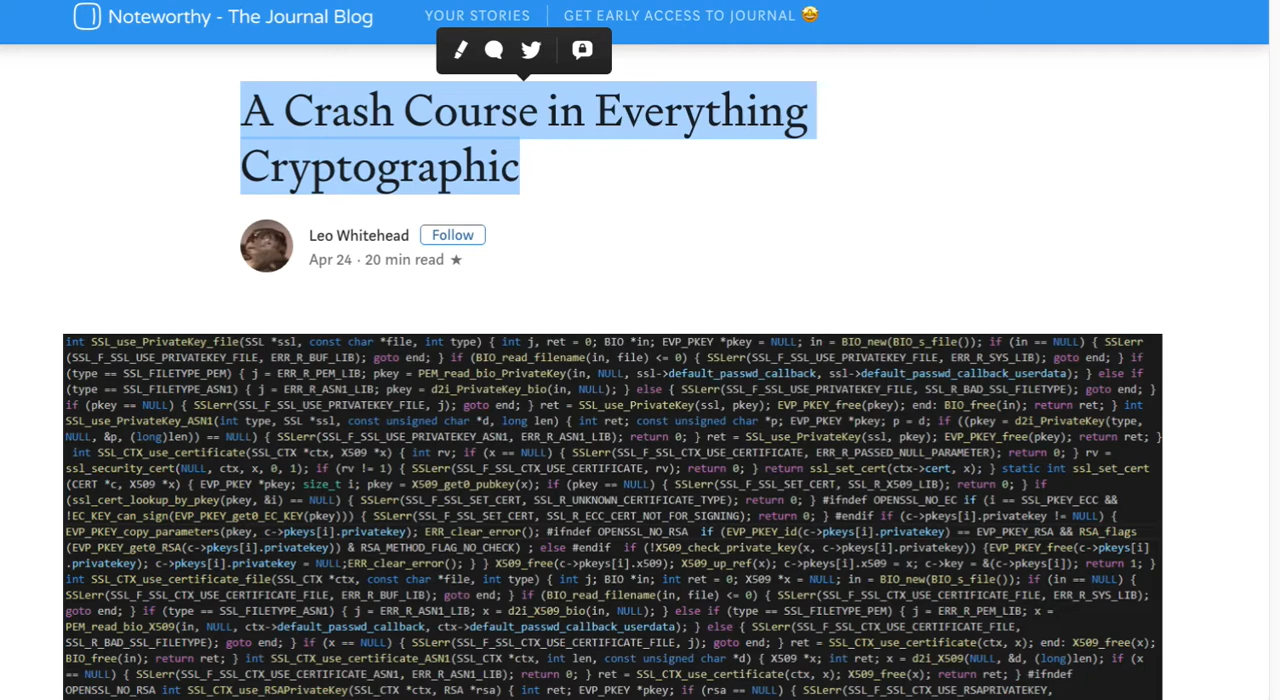 Noteworthy - The Journal Blog YOUR STORIES GET EARLY ACCESS TO JOURNAL 🤩
A Crash Course in Everything
Cryptographic
Leo Whitehead Follow
Apr 24 · 20 min read ★
int SSL_use_PrivateKey_file(SSL *ssl, const char *file, int type) { int j, ret = 0; BIO *in; EVP_PKEY *pkey = NULL; in = BIO_new(BIO_s_file()); if (in == NULL) { SSLerr
(SSL_F_SSL_USE_PRIVATEKEY_FILE, ERR_R_BUF_LIB); goto end; } if (BIO_read_filename(in, file) <= 0) { SSLerr(SSL_F_SSL_USE_PRIVATEKEY_FILE, ERR_R_SYS_LIB); goto end; } if
(type == SSL_FILETYPE_PEM) { j = ERR_R_PEM_LIB; pkey = PEM_read_bio_PrivateKey(in, NULL, ssl->default_passwd_callback, ssl->default_passwd_callback_userdata); } else if
(type == SSL_FILETYPE_ASN1) { j = ERR_R_ASN1_LIB; pkey = d2i_PrivateKey_bio(in, NULL); } else { SSLerr(SSL_F_SSL_USE_PRIVATEKEY_FILE, SSL_R_BAD_SSL_FILETYPE); goto end; }
if (pkey == NULL) { SSLerr(SSL_F_SSL_USE_PRIVATEKEY_FILE, j); goto end; } ret = SSL_use_PrivateKey(ssl, pkey); EVP_PKEY_free(pkey); end: BIO_free(in); return ret; } int
SSL_use_PrivateKey_ASN1(int type, SSL *ssl, const unsigned char *d, long len) { int ret; const unsigned char *p; EVP_PKEY *pkey; p = d; if ((pkey = d2i_PrivateKey(type,
NULL, &p, (long)len)) == NULL) { SSLerr(SSL_F_SSL_USE_PRIVATEKEY_ASN1, ERR_R_ASN1_LIB); return 0; } ret = SSL_use_PrivateKey(ssl, pkey); EVP_PKEY_free(pkey); return ret; }
int SSL_CTX_use_certificate(SSL_CTX *ctx, X509 *x) { int rv; if (x == NULL) { SSLerr(SSL_F_SSL_CTX_USE_CERTIFICATE, ERR_R_PASSED_NULL_PARAMETER); return 0; } rv =
ssl_security_cert(NULL, ctx, x, 0, 1); if (rv != 1) { SSLerr(SSL_F_SSL_CTX_USE_CERTIFICATE, rv); return 0; } return ssl_set_cert(ctx->cert, x); } static int ssl_set_cert
(CERT *c, X509 *x) { EVP_PKEY *pkey; size_t i; pkey = X509_get0_pubkey(x); if (pkey == NULL) { SSLerr(SSL_F_SSL_SET_CERT, SSL_R_X509_LIB); return 0; } if
(ssl_cert_lookup_by_pkey(pkey, &i) == NULL) { SSLerr(SSL_F_SSL_SET_CERT, SSL_R_UNKNOWN_CERTIFICATE_TYPE); return 0; } #ifndef OPENSSL_NO_EC if (i == SSL_PKEY_ECC &&
!EC_KEY_can_sign(EVP_PKEY_get0_EC_KEY(pkey))) { SSLerr(SSL_F_SSL_SET_CERT, SSL_R_ECC_CERT_NOT_FOR_SIGNING); return 0; } #endif if (c->pkeys[i].privatekey != NULL) {
EVP_PKEY_copy_parameters(pkey, c->pkeys[i].privatekey); ERR_clear_error(); #ifndef OPENSSL_NO_RSA if (EVP_PKEY_id(c->pkeys[i].privatekey) == EVP_PKEY_RSA && RSA_flags
(EVP_PKEY_get0_RSA(c->pkeys[i].privatekey)) & RSA_METHOD_FLAG_NO_CHECK) ; else #endif if (!X509_check_private_key(x, c->pkeys[i].privatekey)) {EVP_PKEY_free(c->pkeys[i]
.privatekey); c->pkeys[i].privatekey = NULL;ERR_clear_error(); } } X509_free(c->pkeys[i].x509); X509_up_ref(x); c->pkeys[i].x509 = x; c->key = &(c->pkeys[i]); return 1; }
int SSL_CTX_use_certificate_file(SSL_CTX *ctx, const char *file, int type) { int j; BIO *in; int ret = 0; X509 *x = NULL; in = BIO_new(BIO_s_file()); if (in == NULL) {
SSLerr(SSL_F_SSL_CTX_USE_CERTIFICATE_FILE, ERR_R_BUF_LIB); goto end; } if (BIO_read_filename(in, file) <= 0) { SSLerr(SSL_F_SSL_CTX_USE_CERTIFICATE_FILE, ERR_R_SYS_LIB);
goto end; } if (type == SSL_FILETYPE_ASN1) { j = ERR_R_ASN1_LIB; x = d2i_X509_bio(in, NULL); } else if (type == SSL_FILETYPE_PEM) { j = ERR_R_PEM_LIB; x =
PEM_read_bio_X509(in, NULL, ctx->default_passwd_callback, ctx->default_passwd_callback_userdata); } else { SSLerr(SSL_F_SSL_CTX_USE_CERTIFICATE_FILE,
SSL_R_BAD_SSL_FILETYPE); goto end; } if (x == NULL) { SSLerr(SSL_F_SSL_CTX_USE_CERTIFICATE_FILE, j); goto end; } ret = SSL_CTX_use_certificate(ctx, x); end: X509_free(x);
BIO_free(in); return ret; } int SSL_CTX_use_certificate_ASN1(SSL_CTX *ctx, int len, const unsigned char *d) { X509 *x; int ret; x = d2i_X509(NULL, &d, (long)len); if (x
== NULL) { SSLerr(SSL_F_SSL_CTX_USE_CERTIFICATE_ASN1, ERR_R_ASN1_LIB); return 0; } ret = SSL_CTX_use_certificate(ctx, x); X509_free(x); return ret; } #ifndef
OPENSSL_NO_RSA int SSL_CTX_use_RSAPrivateKey(SSL_CTX *ctx, RSA *rsa) { int ret; EVP_PKEY *pkey; if (rsa == NULL) { SSLerr(SSL_F_SSL_CTX_USE_RSAPRIVATEKEY,